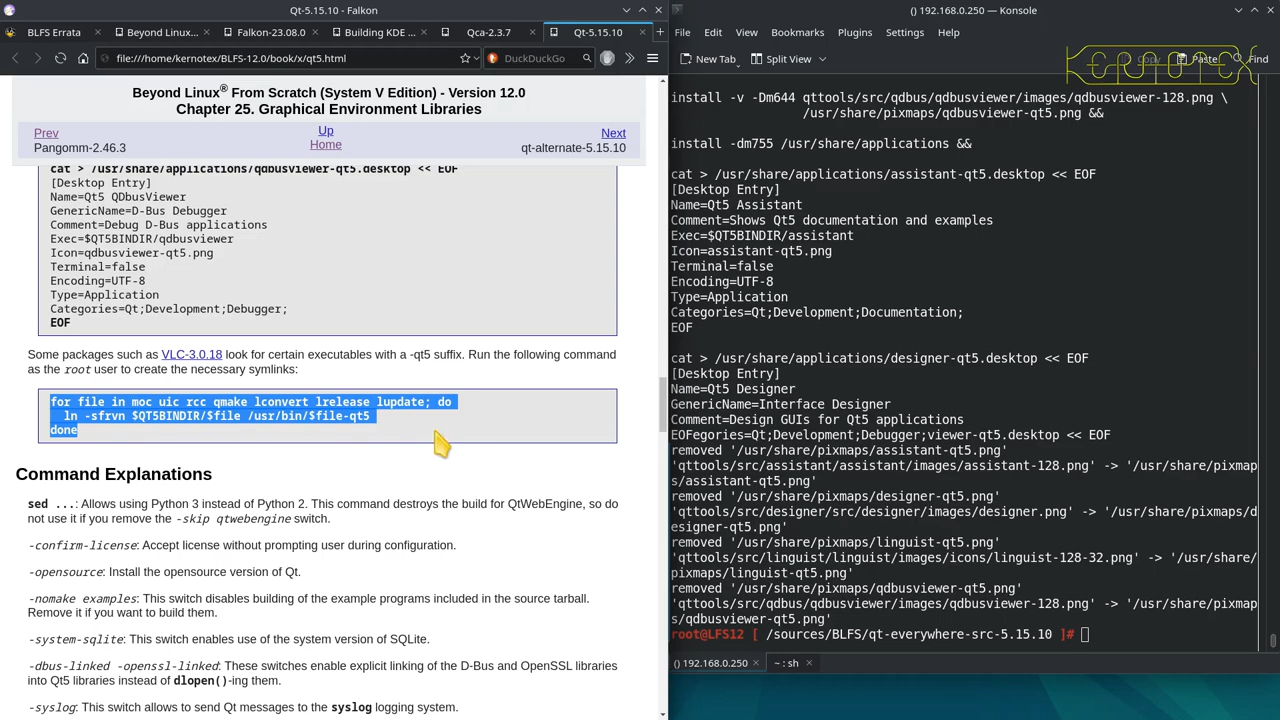 Qt-5.15.10 - Falkon
BLFS Errata
Beyond Linux...
Falkon-23.08.0
Building KDE ...
Qca-2.3.7
Qt-5.15.10
file:///home/kernotex/BLFS-12.0/book/x/qt5.html
DuckDuckGo
Beyond Linux® From Scratch (System V Edition) - Version 12.0
Chapter 25. Graphical Environment Libraries
Prev
Up
Next
Pangomm-2.46.3
Home
qt-alternate-5.15.10
cat > /usr/share/applications/qdbusviewer-qt5.desktop << EOF
[Desktop Entry]
Name=Qt5 QDbusViewer
GenericName=D-Bus Debugger
Comment=Debug D-Bus applications
Exec=$QT5BINDIR/qdbusviewer
Icon=qdbusviewer-qt5.png
Terminal=false
Encoding=UTF-8
Type=Application
Categories=Qt;Development;Debugger;
EOF
Some packages such as VLC-3.0.18 look for certain executables with a -qt5 suffix. Run the following command
as the root user to create the necessary symlinks:
for file in moc uic rcc qmake lconvert lrelease lupdate; do
  ln -sfrvn $QT5BINDIR/$file /usr/bin/$file-qt5
done
Command Explanations
sed ...: Allows using Python 3 instead of Python 2. This command destroys the build for QtWebEngine, so do
not use it if you remove the -skip qtwebengine switch.
-confirm-license: Accept license without prompting user during configuration.
-opensource: Install the opensource version of Qt.
-nomake examples: This switch disables building of the example programs included in the source tarball.
Remove it if you want to build them.
-system-sqlite: This switch enables use of the system version of SQLite.
-dbus-linked -openssl-linked: These switches enable explicit linking of the D-Bus and OpenSSL libraries
into Qt5 libraries instead of dlopen()-ing them.
-syslog: This switch allows to send Qt messages to the syslog logging system.
() 192.168.0.250 — Konsole
File Edit View Bookmarks Plugins Settings Help
New Tab
Split View
Copy
Paste
Find
KERNOTEX
install -v -Dm644 qttools/src/qdbus/qdbusviewer/images/qdbusviewer-128.png \
/usr/share/pixmaps/qdbusviewer-qt5.png &&
install -dm755 /usr/share/applications &&
cat > /usr/share/applications/assistant-qt5.desktop << EOF
[Desktop Entry]
Name=Qt5 Assistant
Comment=Shows Qt5 documentation and examples
Exec=$QT5BINDIR/assistant
Icon=assistant-qt5.png
Terminal=false
Encoding=UTF-8
Type=Application
Categories=Qt;Development;Documentation;
EOF
cat > /usr/share/applications/designer-qt5.desktop << EOF
[Desktop Entry]
Name=Qt5 Designer
GenericName=Interface Designer
Comment=Design GUIs for Qt5 applications
EOFegories=Qt;Development;Debugger;viewer-qt5.desktop << EOF
removed '/usr/share/pixmaps/assistant-qt5.png'
'qttools/src/assistant/assistant/images/assistant-128.png' -> '/usr/share/pixmap
s/assistant-qt5.png'
removed '/usr/share/pixmaps/designer-qt5.png'
'qttools/src/designer/src/designer/images/designer.png' -> '/usr/share/pixmaps/d
esigner-qt5.png'
removed '/usr/share/pixmaps/linguist-qt5.png'
'qttools/src/linguist/linguist/images/icons/linguist-128-32.png' -> '/usr/share/
pixmaps/linguist-qt5.png'
removed '/usr/share/pixmaps/qdbusviewer-qt5.png'
'qttools/src/qdbus/qdbusviewer/images/qdbusviewer-128.png' -> '/usr/share/pixmap
s/qdbusviewer-qt5.png'
root@LFS12 [ /sources/BLFS/qt-everywhere-src-5.15.10 ]#
() 192.168.0.250
~ : sh